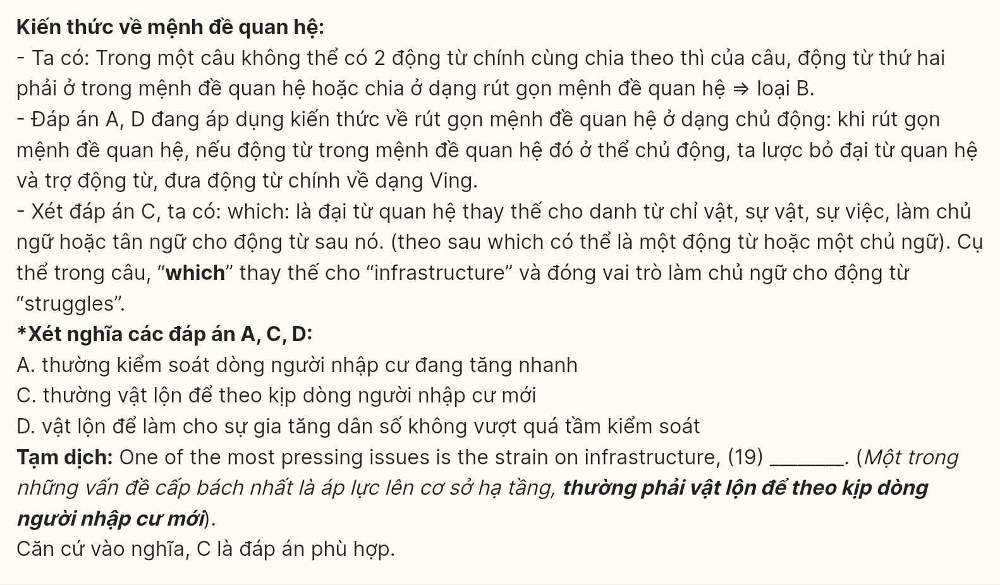 Kiến thức về mệnh đề quan hệ:
- Ta có: Trong một câu không thể có 2 động từ chính cùng chia theo thì của câu, động từ thứ hai
phải ở trong mệnh đề quan hệ hoặc chia ở dạng rút gọn mệnh đề quan hệ ⇒ loại B.
- Đáp án A, D đang áp dụng kiến thức về rút gọn mệnh đề quan hệ ở dạng chủ động: khi rút gọn
mệnh đề quan hệ, nếu động từ trong mệnh đề quan hệ đó ở thể chủ động, ta lược bỏ đại từ quan hệ
và trợ động từ, đưa động từ chính về dạng Ving.
- Xét đáp án C, ta có: which: là đại từ quan hệ thay thế cho danh từ chỉ vật, sự vật, sự việc, làm chủ
ngữ hoặc tân ngữ cho động từ sau nó. (theo sau which có thể là một động từ hoặc một chủ ngữ). Cụ
thể trong câu, “which” thay thế cho “infrastructure” và đóng vai trò làm chủ ngữ cho động từ
“struggles”.
*Xét nghĩa các đáp án A, C, D:
A. thường kiểm soát dòng người nhập cư đang tăng nhanh
C. thường vật lộn để theo kịp dòng người nhập cư mới
D. vật lộn để làm cho sự gia tăng dân số không vượt quá tầm kiểm soát
Tạm dịch: One of the most pressing issues is the strain on infrastructure, (19) ________. (Một trong
những vấn đề cấp bách nhất là áp lực lên cơ sở hạ tầng, thường phải vật lộn để theo kịp dòng
người nhập cư mới).
Căn cứ vào nghĩa, C là đáp án phù hợp.